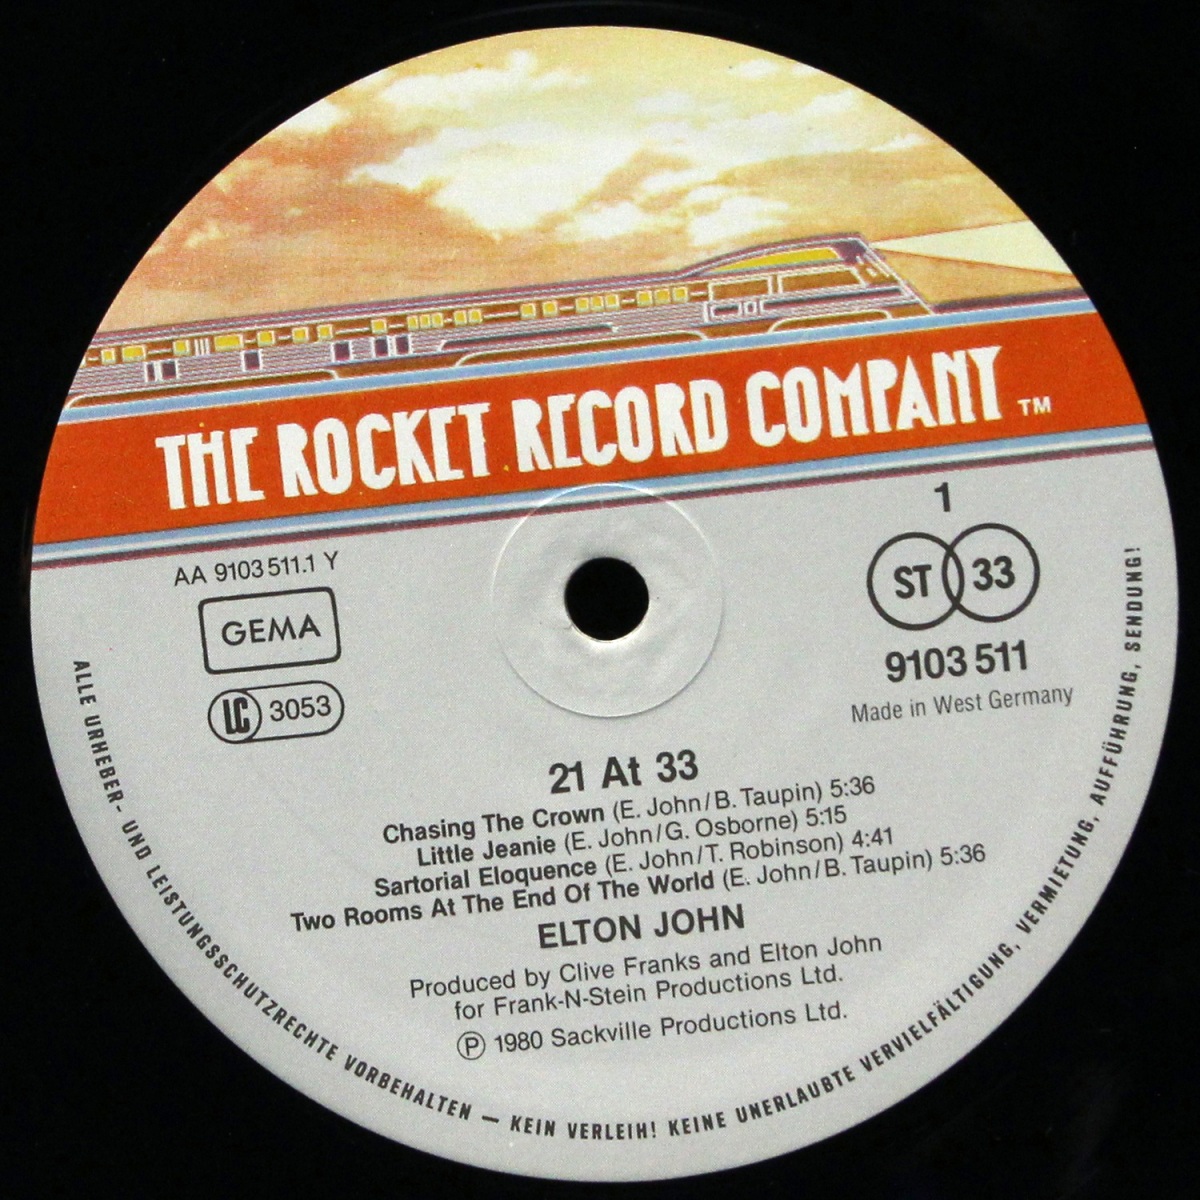 THE ROCKET RECORD COMPANY TM
1
AA 9103 511.1 Y
GEMA
LC 3053
ST 33
9103 511
Made in West Germany
21 At 33
Chasing The Crown (E. John/B. Taupin) 5:36
Little Jeanie (E. John/G. Osborne) 5:15
Sartorial Eloquence (E. John/T. Robinson) 4:41
Two Rooms At The End Of The World (E. John/B. Taupin) 5:36
ELTON JOHN
Produced by Clive Franks and Elton John
for Frank-N-Stein Productions Ltd.
℗ 1980 Sackville Productions Ltd.
ALLE URHEBER- UND LEISTUNGSSCHUTZRECHTE VORBEHALTEN – KEIN VERLEIH! KEINE UNERLAUBTE VERVIELFÄLTIGUNG, VERMIETUNG, AUFFÜHRUNG, SENDUNG!